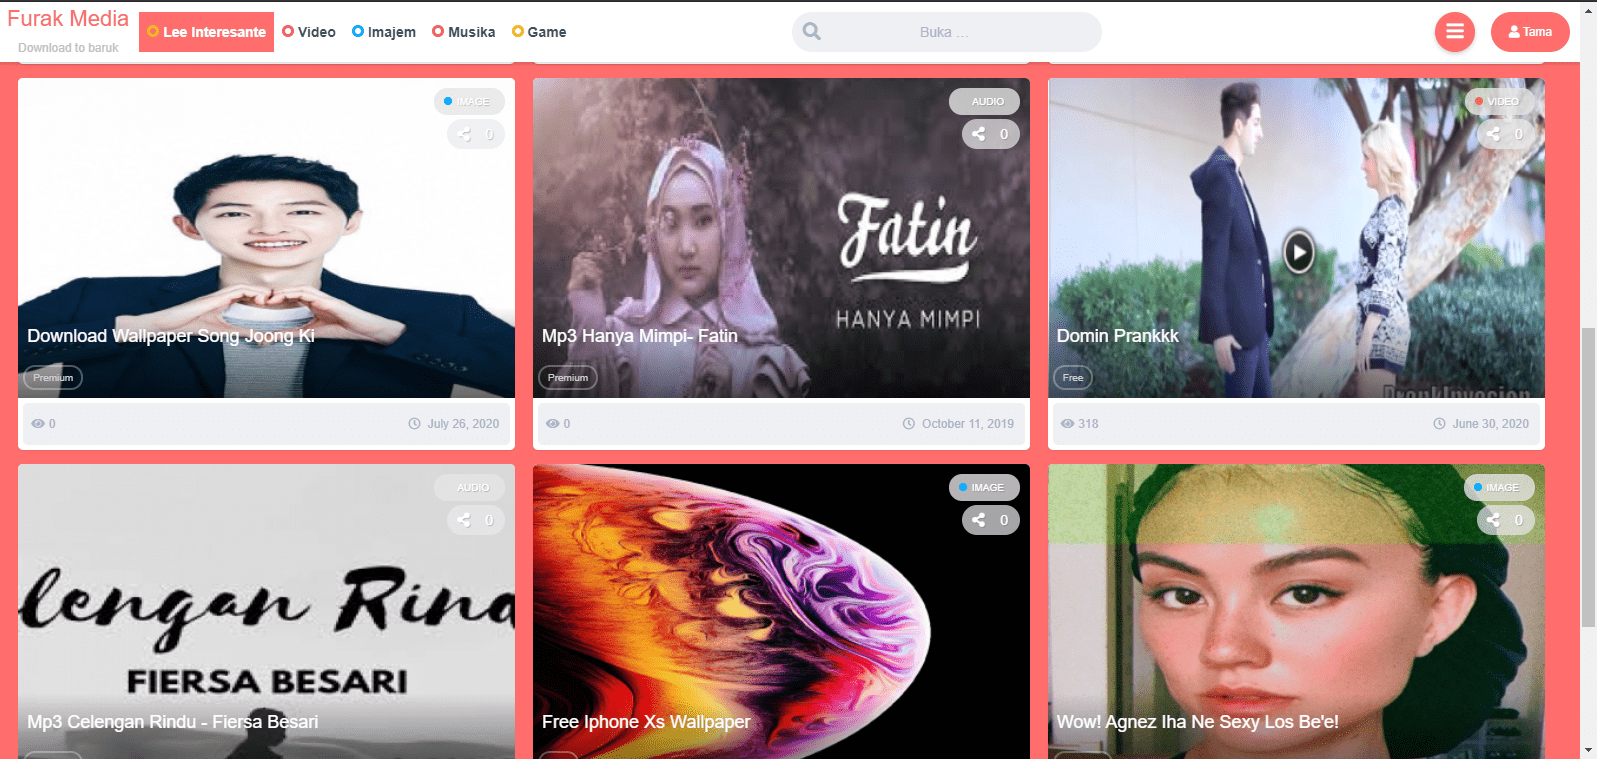 Furak Media
Download to baruk
Lee Interesante
Video
Imajem
Musika
Game
Buka ...
Tama
IMAGE
0
Download Wallpaper Song Joong Ki
Premium
0
July 26, 2020
AUDIO
0
Fatin
HANYA MIMPI
Mp3 Hanya Mimpi- Fatin
Premium
0
October 11, 2019
VIDEO
0
Domin Prankkk
Free
PrankInvasion
318
June 30, 2020
AUDIO
0
elengan Rind
FIERSA BESARI
Mp3 Celengan Rindu - Fiersa Besari
IMAGE
0
Free Iphone Xs Wallpaper
IMAGE
0
Wow! Agnez Iha Ne Sexy Los Be'e!